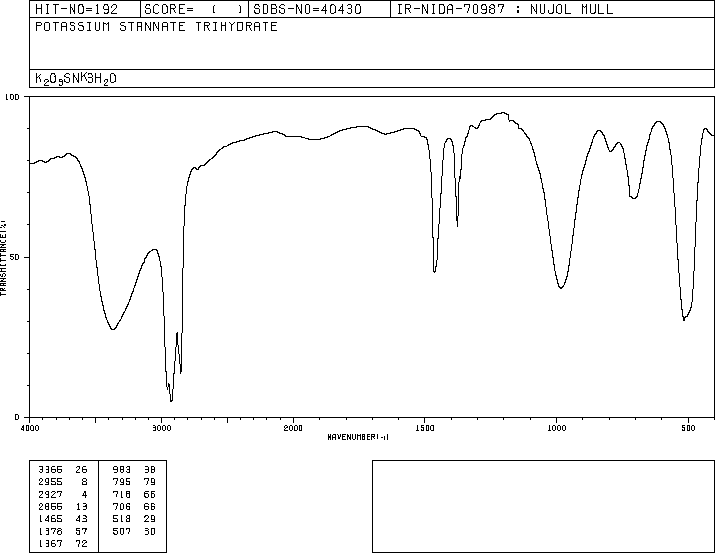 HIT-NO=192 SCORE= ( ) SDBS-NO=40430 IR-NIDA-70987 : NUJOL MULL
POTASSIUM STANNATE TRIHYDRATE
K2O3SNK3H2O
100
50
0
TRANSMITTANCE(%)
4000 3000 2000 1500 1000 500
WAVENUMBER(-1)
3365 26 983 38
2955 8 795 79
2927 4 718 66
2855 13 706 66
1465 43 518 29
1378 57 507 30
1367 72